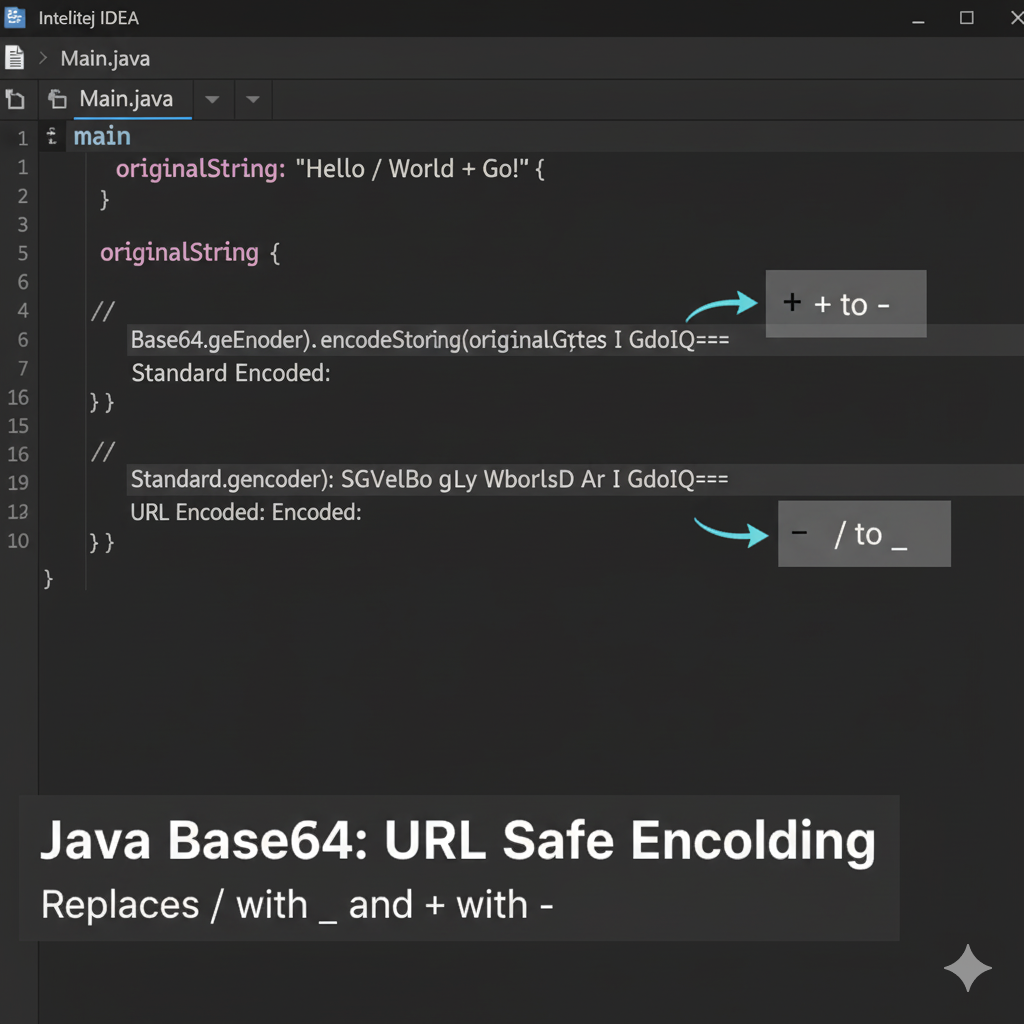 Intelitej IDEA
Main.java
Main.java
1 main
1 originalString: "Hello / World + Go!" {
2 }
3
5 originalString {
6
4 //
+ + to -
6 Base64.geEnoder). encodeStoring(original.Gttes I GdoIQ===
7 Standard Encoded:
16 } }
15
16 //
19 Standard.gencoder): SGVelBo gLy WborlsD Ar I GdoIQ===
13 URL Encoded: Encoded:
- / to _
10 } }
}
Java Base64: URL Safe Encolding
Replaces / with _ and + with -